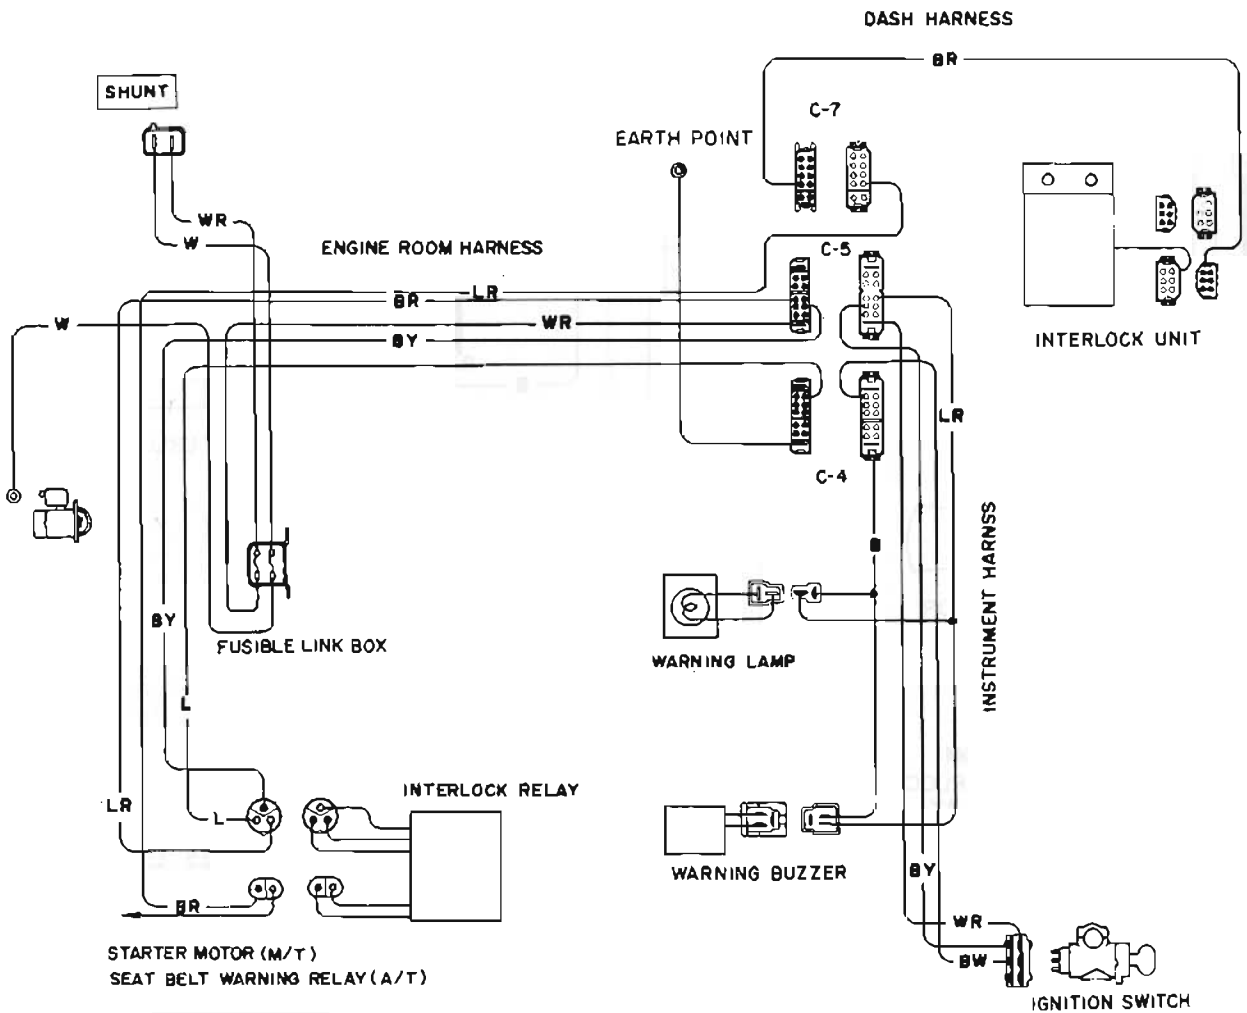 DASH HARNESS
BR
SHUNT
C-7
EARTH POINT
WR
W
ENGINE ROOM HARNESS
C-5
LR
BR
W
WR
BY
INTERLOCK UNIT
LR
C-4
INSTRUMENT HARNSS
B
BY
FUSIBLE LINK BOX
WARNING LAMP
L
INTERLOCK RELAY
LR
L
WARNING BUZZER
BY
BR
WR
BW
STARTER MOTOR (M/T)
SEAT BELT WARNING RELAY (A/T)
IGNITION SWITCH